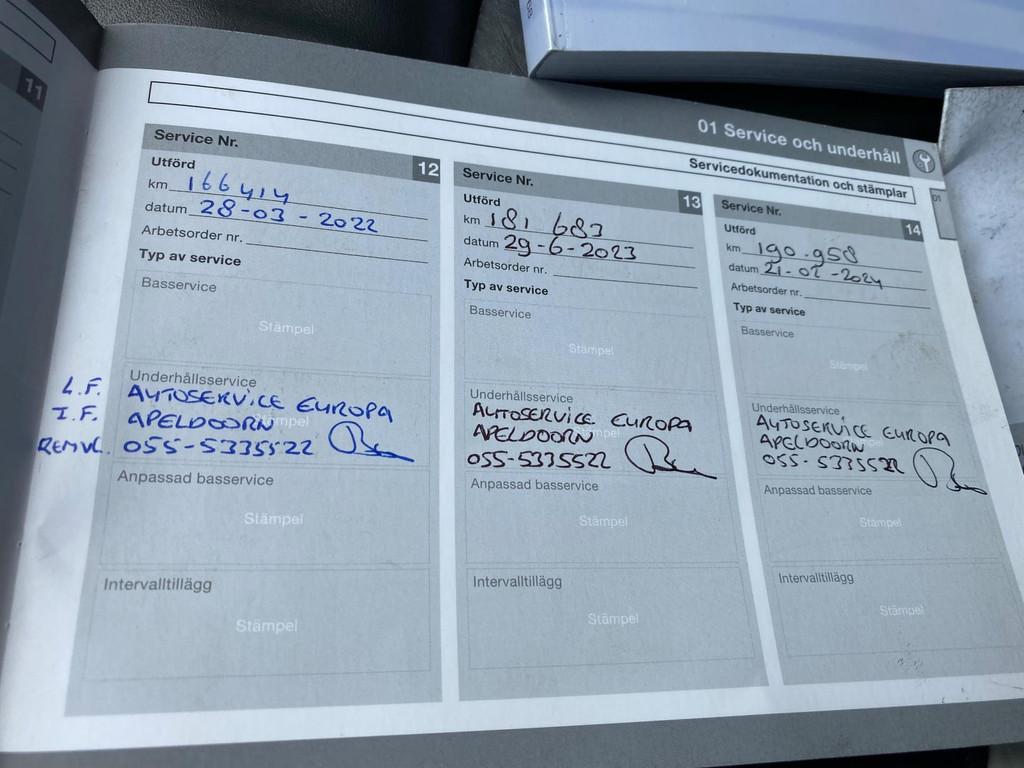 11
01 Service och underhåll
Servicedokumentation och stämplar
01
Service Nr. 12
Utförd
km 166414
datum 28-03-2022
Arbetsorder nr.
Typ av service
Basservice
Stämpel
Underhållsservice
L.F. AUTOSERVICE EUROPA
I.F. APELDOORN
REMVL. 055-5335522
Anpassad basservice
Stämpel
Intervalltillägg
Stämpel
Service Nr. 13
Utförd
km 181 683
datum 29-6-2023
Arbetsorder nr.
Typ av service
Basservice
Stämpel
Underhållsservice
AUTOSERVICE EUROPA
APELDOORN
055-5335522
Anpassad basservice
Stämpel
Intervalltillägg
Stämpel
Service Nr. 14
Utförd
km 190.958
datum 21-02-2024
Arbetsorder nr.
Typ av service
Basservice
Stämpel
Underhållsservice
AUTOSERVICE EUROPA
APELDOORN
055-5335522
Anpassad basservice
Stämpel
Intervalltillägg
Stämpel